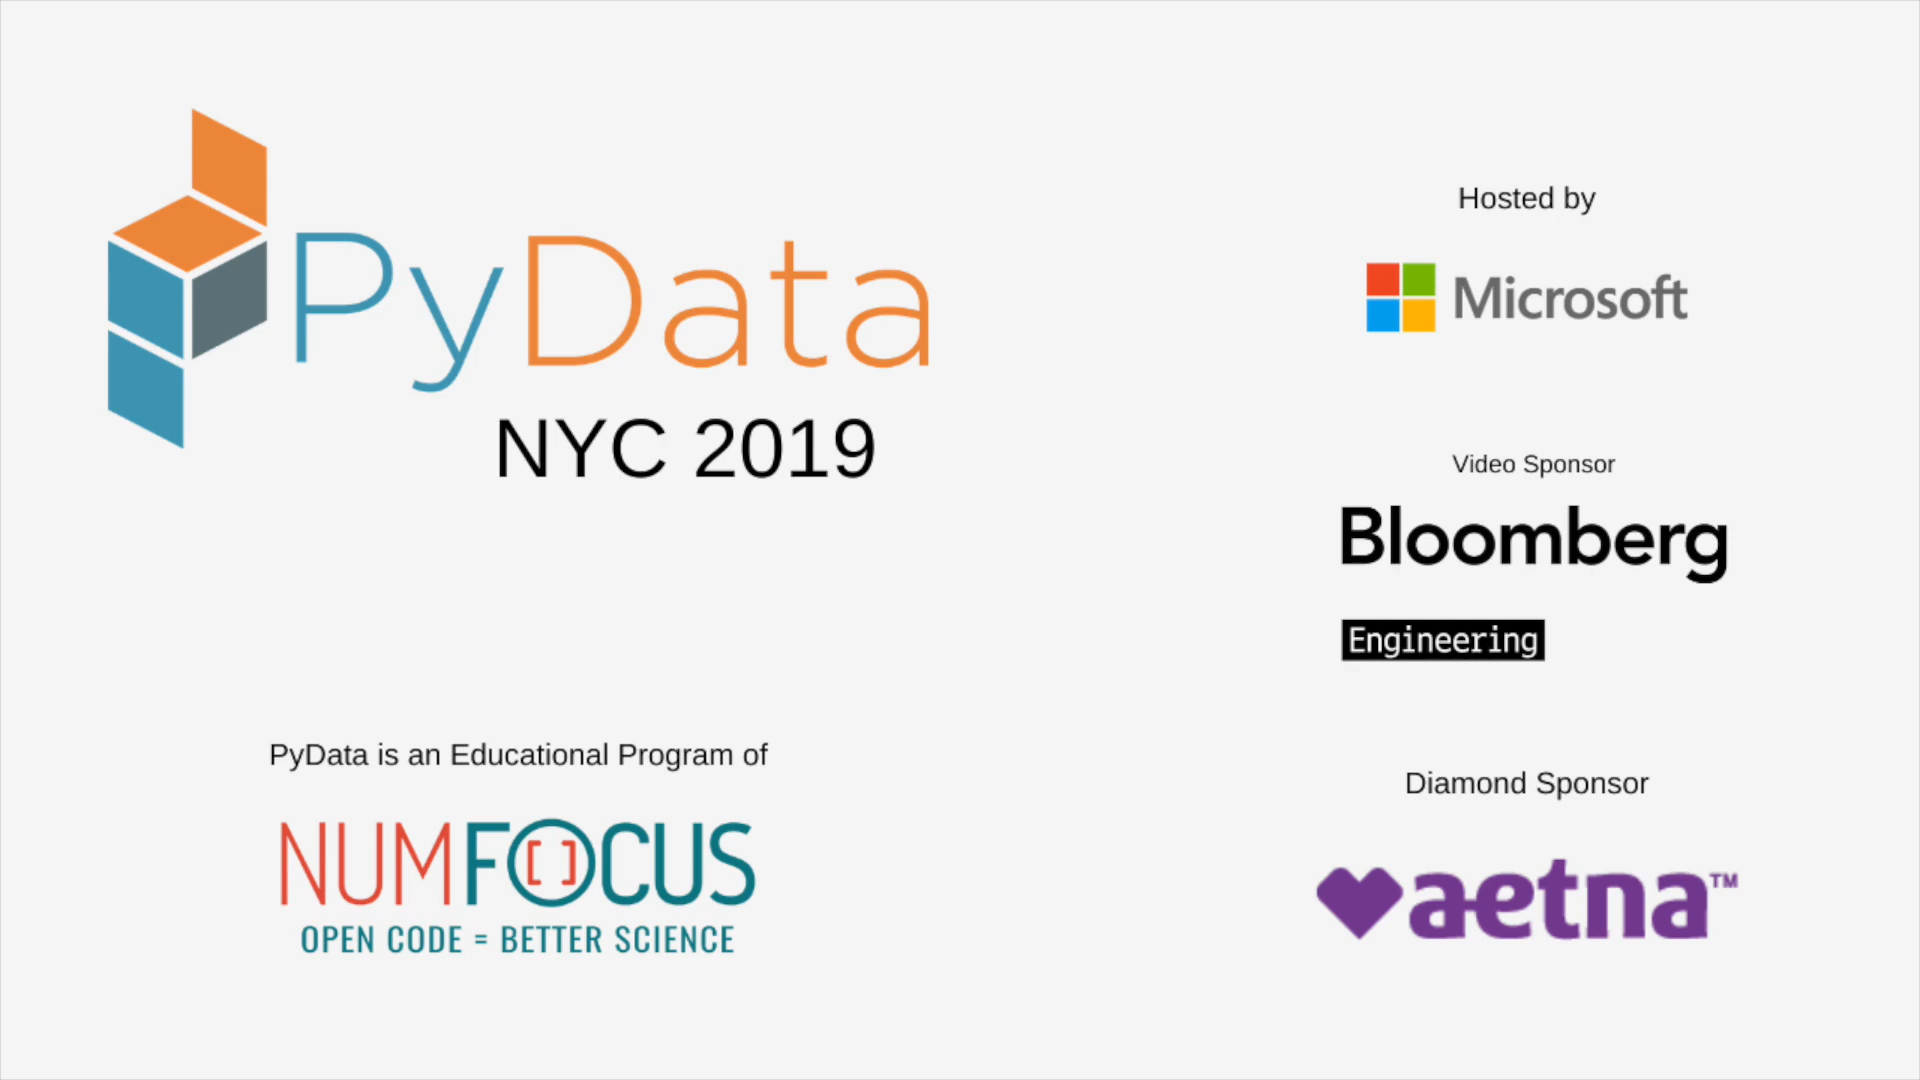 PyData
NYC 2019
PyData is an Educational Program of
NUMFOCUS
OPEN CODE = BETTER SCIENCE
Hosted by
Microsoft
Video Sponsor
Bloomberg
Engineering
Diamond Sponsor
aetna™